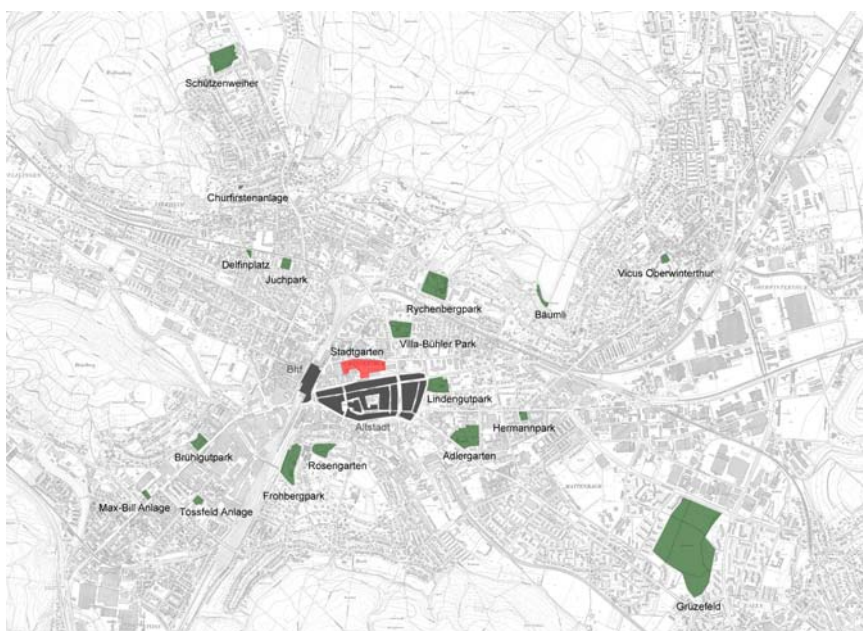 Schützenweiher
Churfirstenanlage
Delfinplatz
Juchpark
Vicus Oberwinterthur
Rychenbergpark
Bäumli
Villa-Bühler Park
Stadtgarten
Bhf
Lindengutpark
Altstadt
Hermannpark
Brühlgutpark
Rosengarten
Adlergarten
Frohbergpark
Max-Bill Anlage
Tössfeld Anlage
Grüzefeld